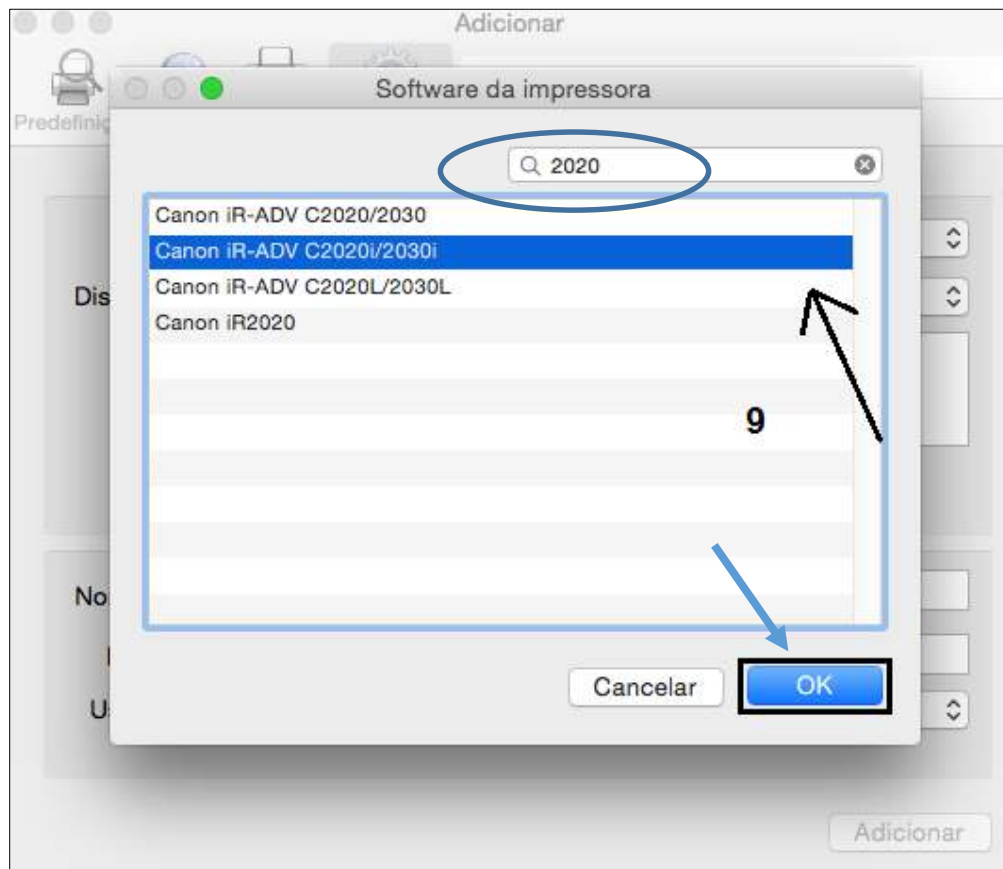 Adicionar
Software da impressora
2020
Canon iR-ADV C2020/2030
Canon iR-ADV C2020i/2030i
Canon iR-ADV C2020L/2030L
Canon iR2020
9
Cancelar
OK
Adicionar